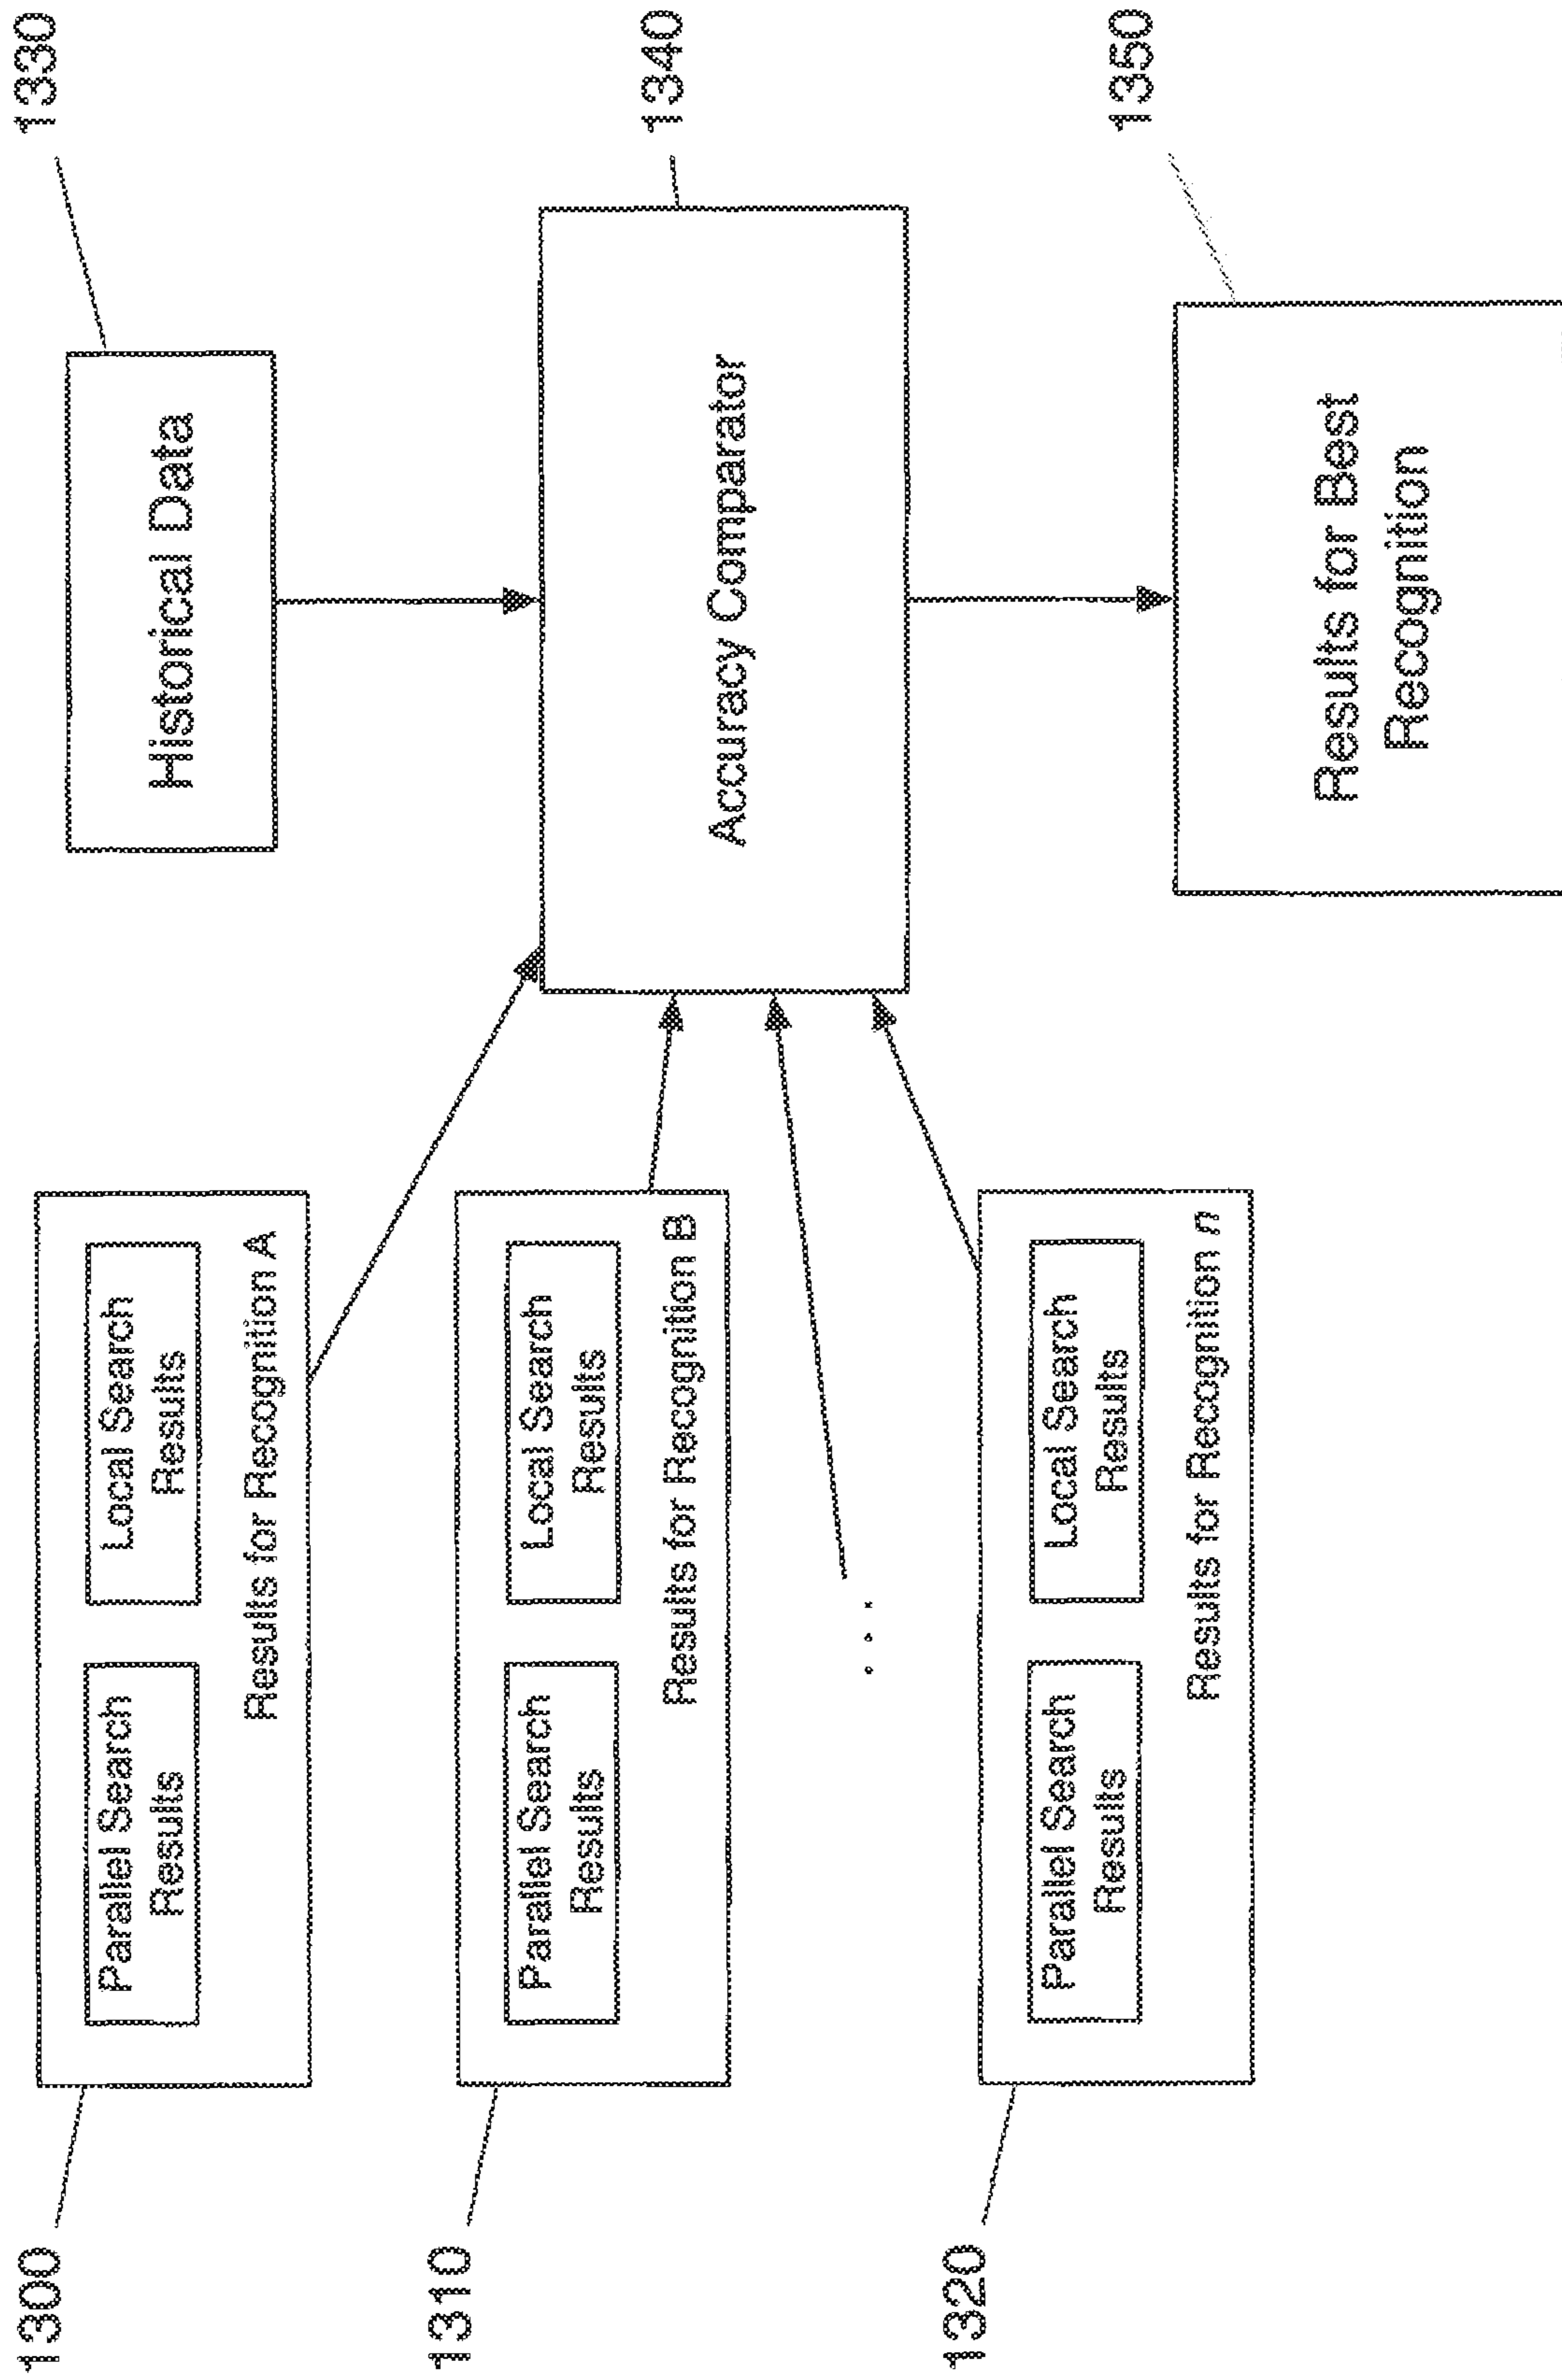 1300
Parallel Search
Results
Local Search
Results
Results for Recognition A
1310
Parallel Search
Results
Local Search
Results
Results for Recognition B
. . .
1320
Parallel Search
Results
Local Search
Results
Results for Recognition n
Historical Data
1330
Accuracy Comparator
1340
Results for Best
Recognition
1350